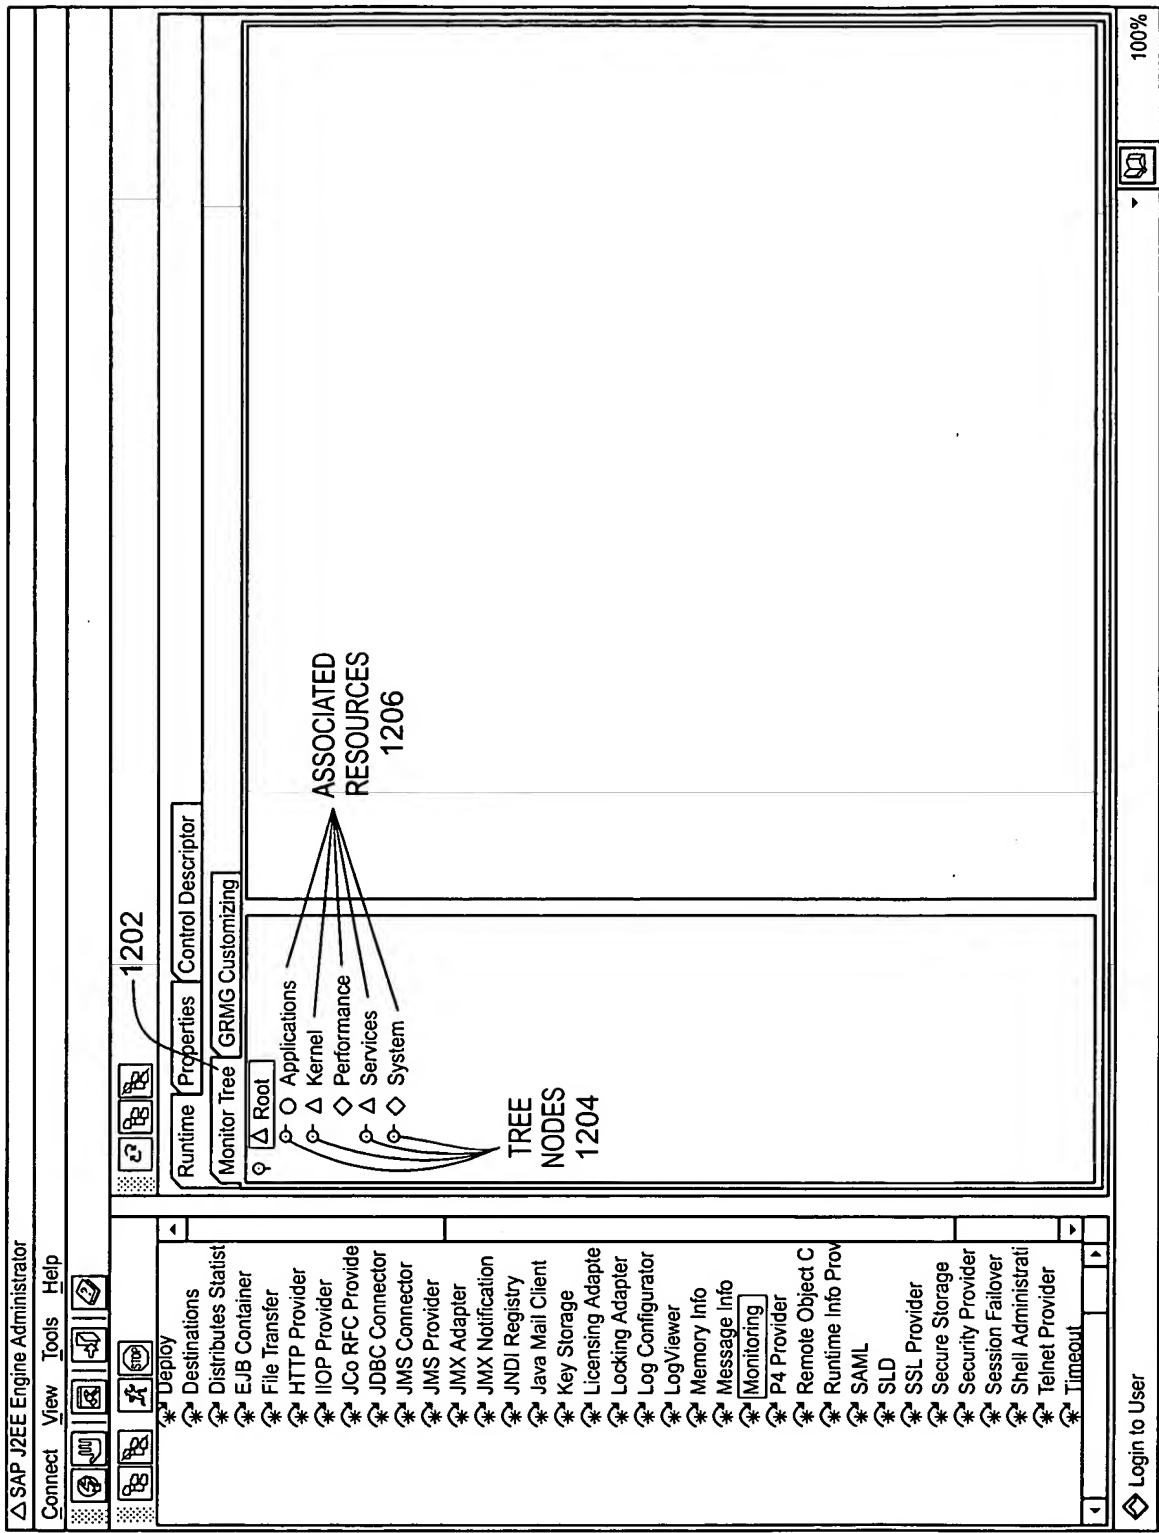 SAP J2EE Engine Administrator
Connect View Tools Help
STOP
Deploy
Destinations
Distributes Statist
EJB Container
File Transfer
HTTP Provider
IIOP Provider
JCo RFC Provide
JDBC Connector
JMS Connector
JMS Provider
JMX Adapter
JMX Notification
JNDI Registry
Java Mail Client
Key Storage
Licensing Adapte
Locking Adapter
Log Configurator
LogViewer
Memory Info
Message Info
Monitoring
P4 Provider
Remote Object C
Runtime Info Prov
SAML
SLD
SSL Provider
Secure Storage
Security Provider
Session Failover
Shell Administrati
Telnet Provider
Timeout
1202
Runtime Properties Control Descriptor
Monitor Tree GRMG Customizing
Root
Applications
Kernel
Performance
Services
System
ASSOCIATED
RESOURCES
1206
TREE
NODES
1204
Login to User
100%